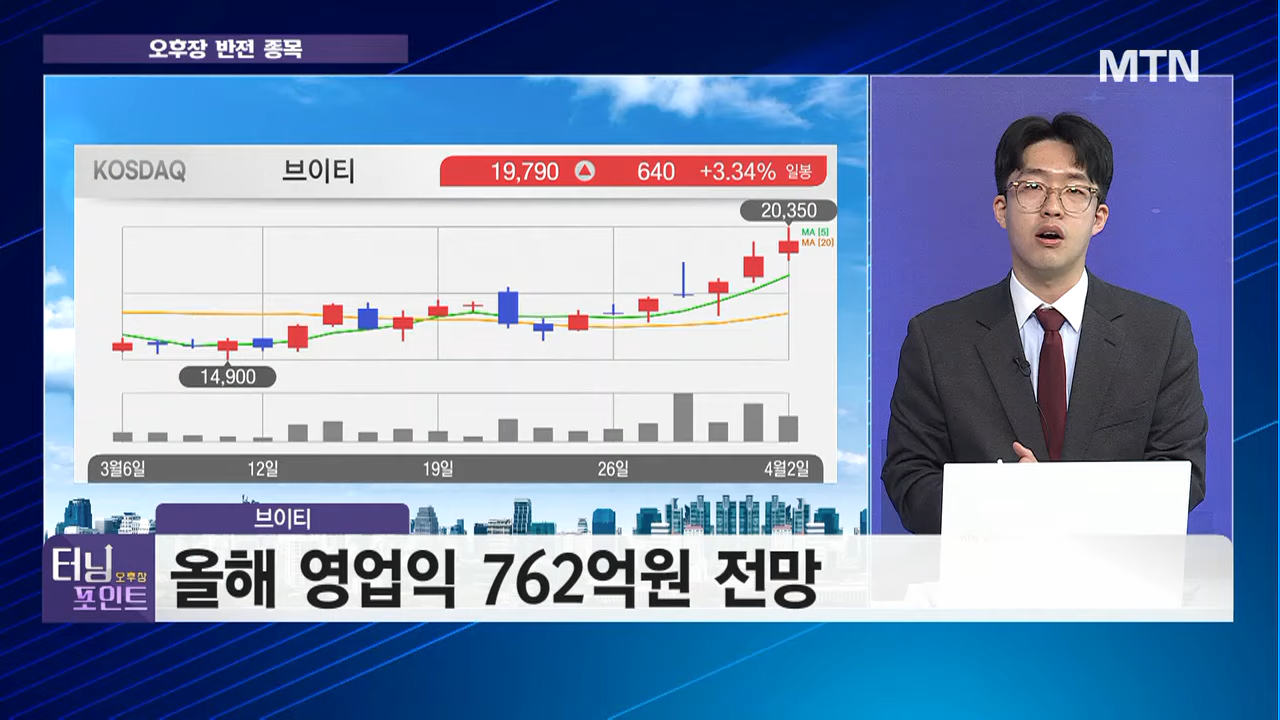 오후장 반전 종목
MTN
KOSDAQ 브이티 19,790 640 +3.34% 일봉
20,350
MA [5]
MA [20]
14,900
3월6일 12일 19일 26일 4월2일
브이티
터닝 오후장
포인트
올해 영업익 762억원 전망